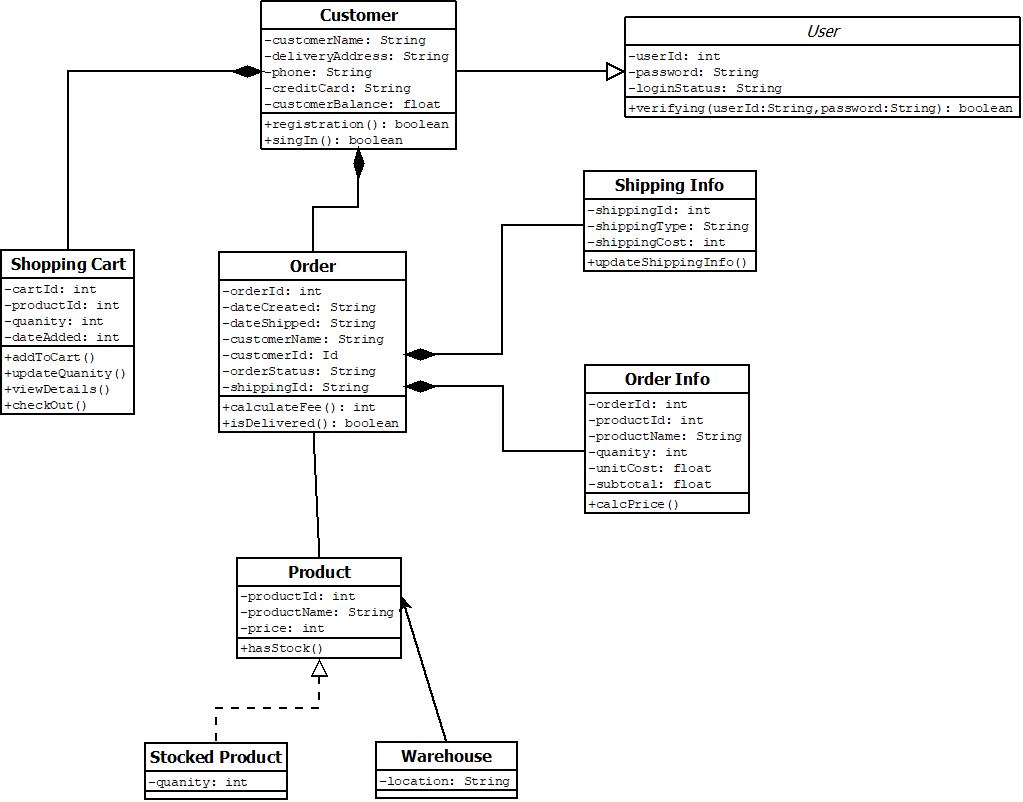 Customer
-customerName: String
-deliveryAddress: String
-phone: String
-creditCard: String
-customerBalance: float
+registration(): boolean
+singIn(): boolean
User
-userId: int
-password: String
-loginStatus: String
+verifying(userId:String,password:String): boolean
Shipping Info
-shippingId: int
-shippingType: String
-shippingCost: int
+updateShippingInfo()
Shopping Cart
-cartId: int
-productId: int
-quanity: int
-dateAdded: int
+addToCart()
+updateQuanity()
+viewDetails()
+checkOut()
Order
-orderId: int
-dateCreated: String
-dateShipped: String
-customerName: String
-customerId: Id
-orderStatus: String
-shippingId: String
+calculateFee(): int
+isDelivered(): boolean
Order Info
-orderId: int
-productId: int
-productName: String
-quanity: int
-unitCost: float
-subtotal: float
+calcPrice()
Product
-productId: int
-productName: String
-price: int
+hasStock()
Stocked Product
-quanity: int
Warehouse
-location: String